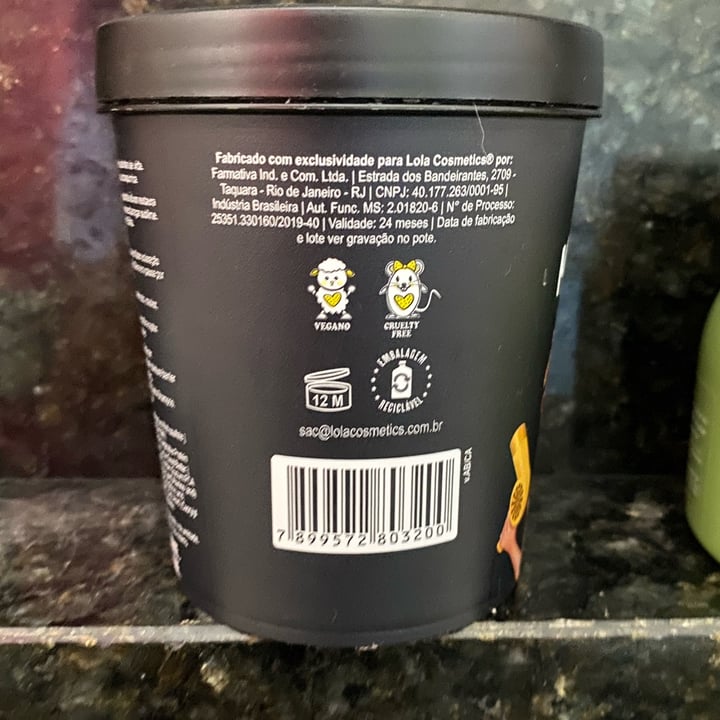 Fabricado com exclusividade para Lola Cosmetics® por:
Farmativa Ind. e Com. Ltda. | Estrada dos Bandeirantes, 2709 -
Taquara - Rio de Janeiro - RJ | CNPJ: 40.177.263/0001-95 |
Indústria Brasileira | Aut. Func. MS: 2.01820-6 | N° de Processo:
25351.330160/2019-40 | Validade: 24 meses | Data de fabricação
e lote ver gravação no pote.
VEGANO
CRUELTY
FREE
12 M
EMBALAGEM
RECICLÁVEL
sac@lolacosmetics.com.br
7 899572 803200